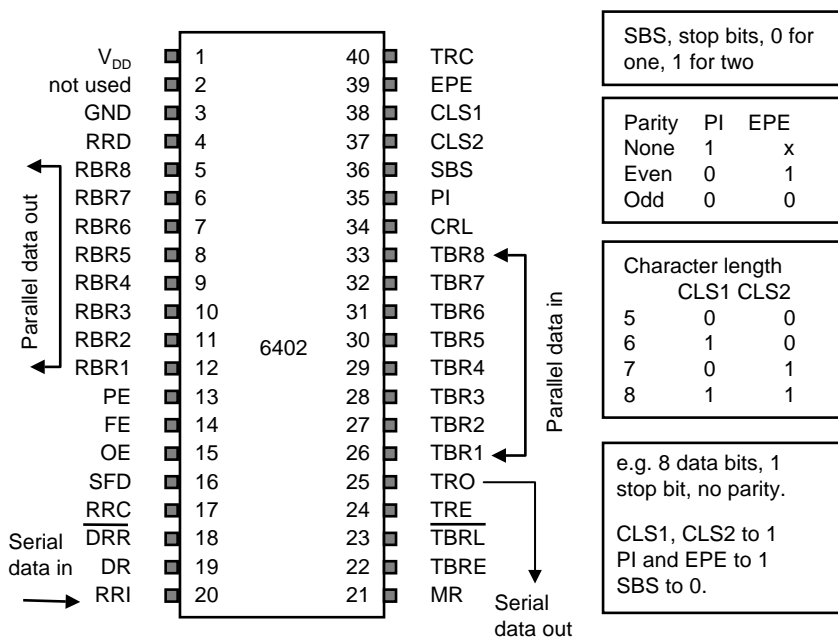 V_DD 1 40 TRC
not used 2 39 EPE
GND 3 38 CLS1
RRD 4 37 CLS2
RBR8 5 36 SBS
RBR7 6 35 PI
RBR6 7 34 CRL
RBR5 8 33 TBR8
RBR4 9 32 TBR7
RBR3 10 31 TBR6
RBR2 11 30 TBR5
RBR1 12 29 TBR4
PE 13 28 TBR3
FE 14 27 TBR2
OE 15 26 TBR1
SFD 16 25 TRO
RRC 17 24 TRE
DRR 18 23 TBRL
DR 19 22 TBRE
RRI 20 21 MR
6402
Parallel data out
Parallel data in
Serial
data in
Serial
data out
SBS, stop bits, 0 for
one, 1 for two
Parity PI EPE
None 1 x
Even 0 1
Odd 0 0
Character length
CLS1 CLS2
5 0 0
6 1 0
7 0 1
8 1 1
e.g. 8 data bits, 1
stop bit, no parity.
CLS1, CLS2 to 1
PI and EPE to 1
SBS to 0.